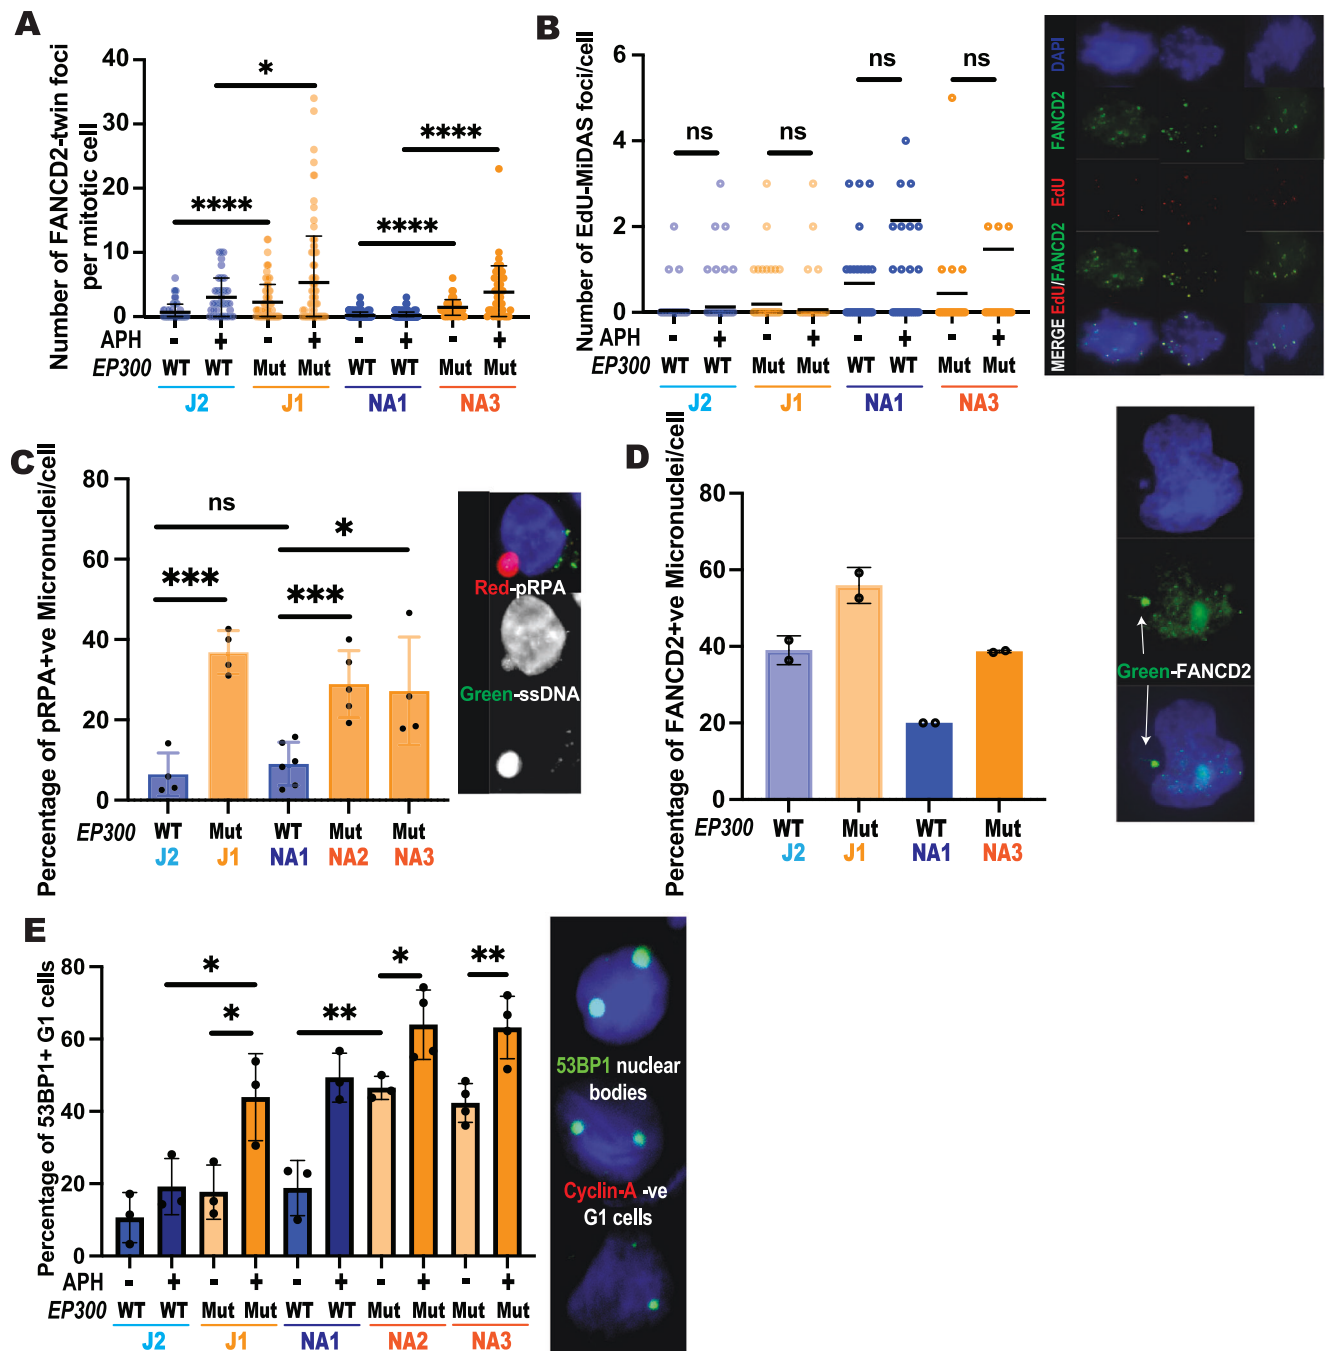 A
Number of FANCD2-twin foci
per mitotic cell
40
30
20
10
0
*
****
****
****
APH - + - + - + - +
EP300 WT WT Mut Mut WT WT Mut Mut
J2 J1 NA1 NA3
B
Number of EdU-MiDAS foci/cell
6
4
2
0
ns
ns
ns
ns
APH - + - + - + - +
EP300 WT WT Mut Mut WT WT Mut Mut
J2 J1 NA1 NA3
DAPI
FANCD2
EdU
EdU/FANCD2
MERGE
C
Percentage of pRPA+ve Micronuclei/cell
80
60
40
20
0
ns
*
***
***
EP300 WT Mut WT Mut Mut
J2 J1 NA1 NA2 NA3
Red-pRPA
Green-ssDNA
D
Percentage of FANCD2+ve Micronuclei/cell
80
60
40
20
0
EP300 WT Mut WT Mut
J2 J1 NA1 NA3
Green-FANCD2
E
Percentage of 53BP1+ G1 cells
80
60
40
20
0
*
*
**
*
**
APH - + - + - + - + - +
EP300 WT WT Mut Mut WT WT Mut Mut Mut Mut
J2 J1 NA1 NA2 NA3
53BP1 nuclear
bodies
Cyclin-A -ve
G1 cells